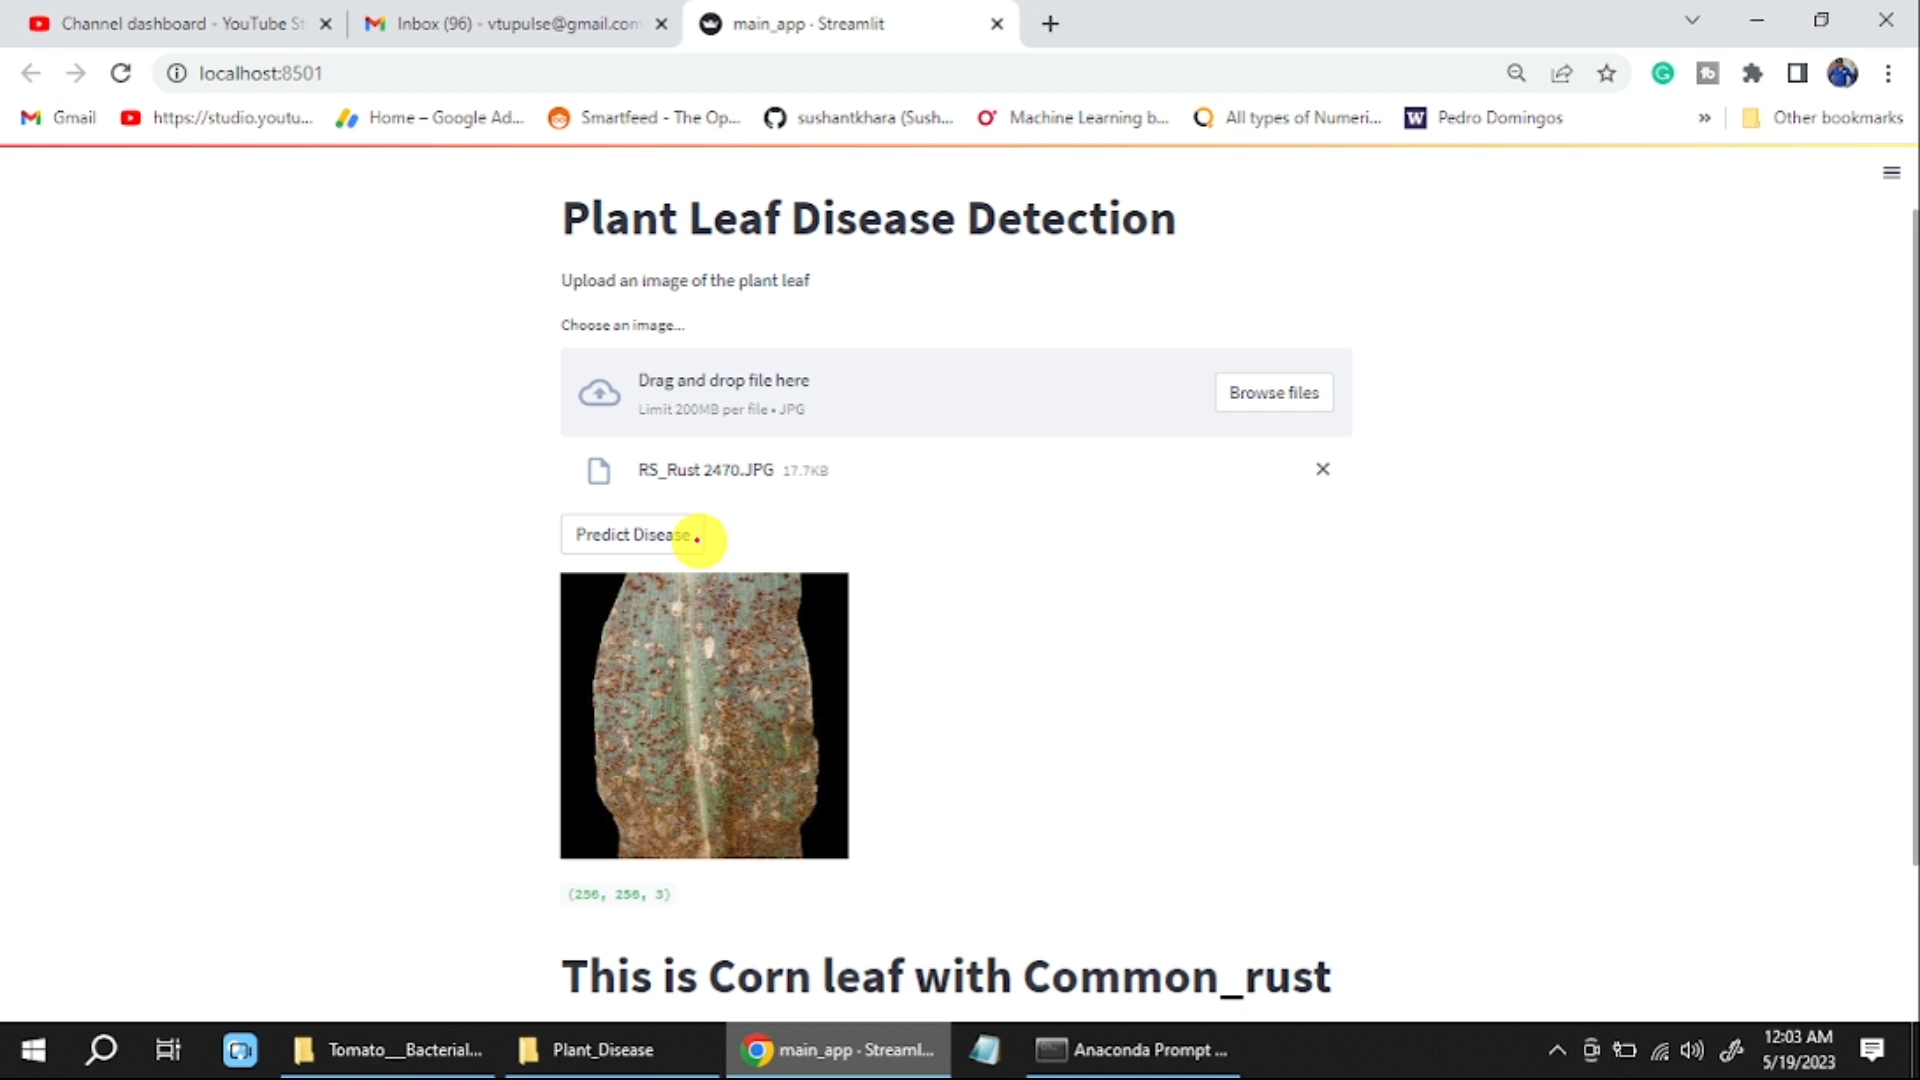 Channel dashboard - YouTube St
Inbox (96) - vtupulse@gmail.com
main_app · Streamlit
localhost:8501
Gmail
https://studio.youtu...
Home – Google Ad...
Smartfeed - The Op...
sushantkhara (Sush...
Machine Learning b...
All types of Numeri...
W Pedro Domingos
»
Other bookmarks
Plant Leaf Disease Detection
Upload an image of the plant leaf
Choose an image...
Drag and drop file here
Limit 200MB per file • JPG
Browse files
RS_Rust 2470.JPG 17.7KB
Predict Disease
(256, 256, 3)
This is Corn leaf with Common_rust
Tomato___Bacterial...
Plant_Disease
main_app - Streaml...
Anaconda Prompt ...
12:03 AM
5/19/2023